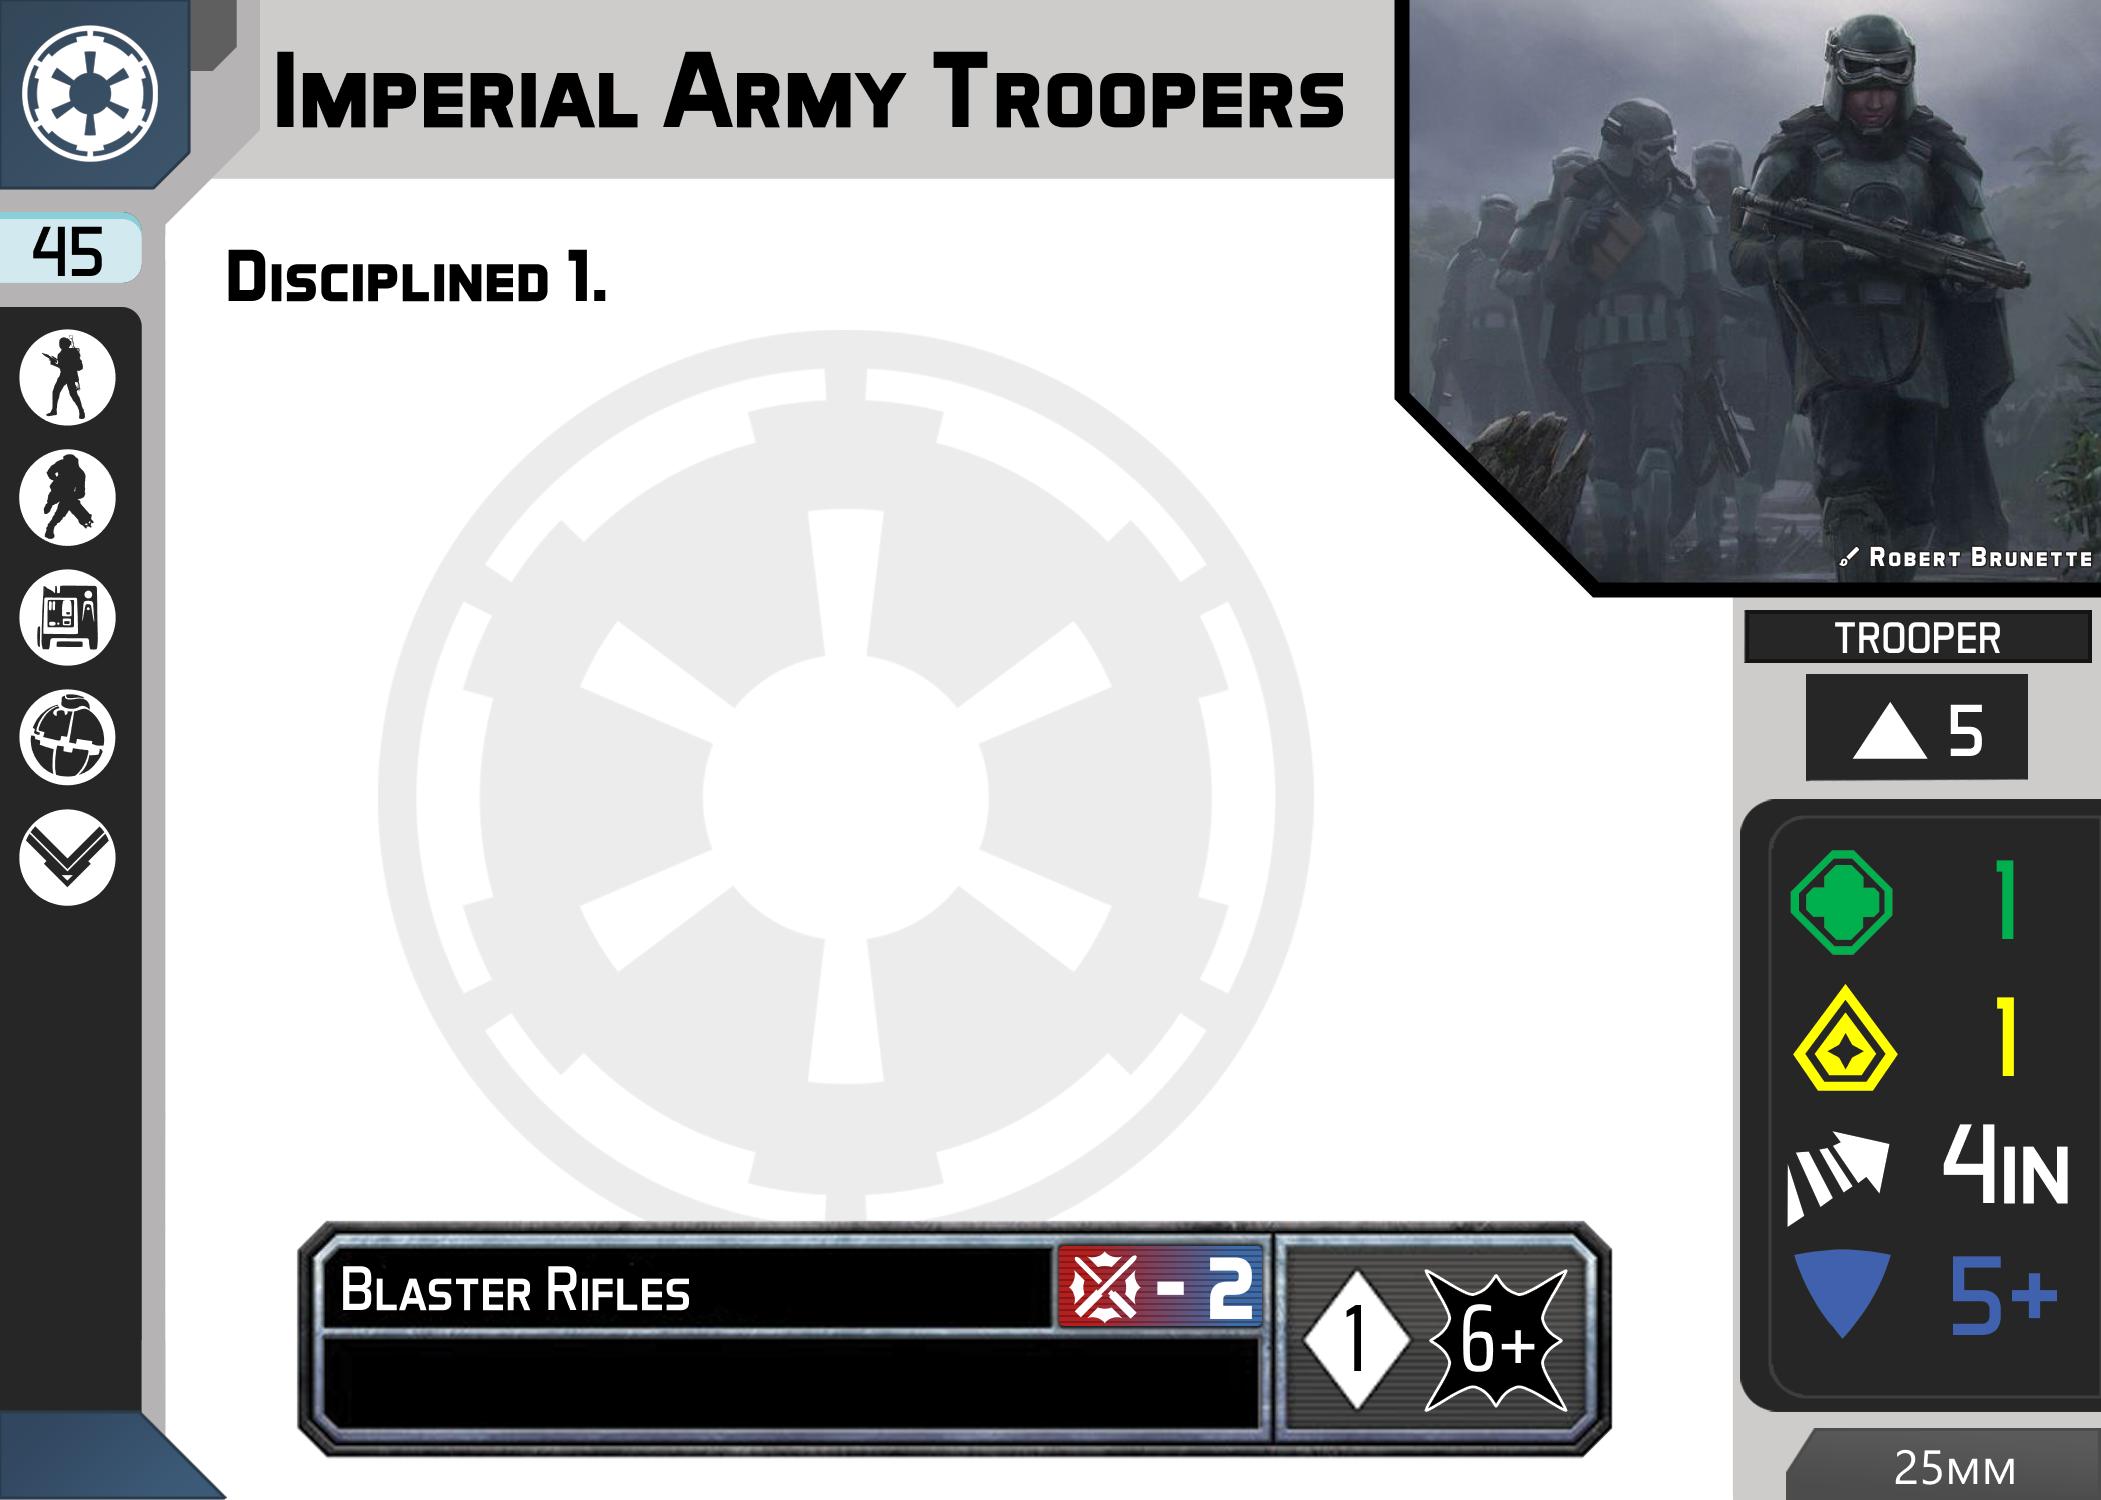 Imperial Army Troopers
45
Disciplined 1.
Robert Brunette
TROOPER
5
1
1
4in
5+
Blaster Rifles
- 2
1
6+
25mm